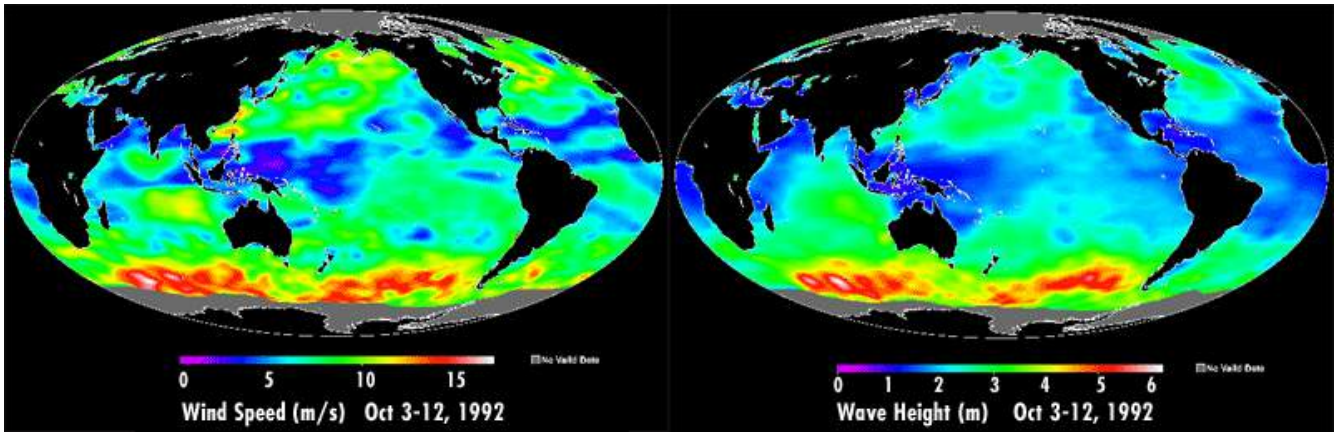 0 5 10 15
No Valid Data
Wind Speed (m/s) Oct 3-12, 1992
0 1 2 3 4 5 6
No Valid Data
Wave Height (m) Oct 3-12, 1992